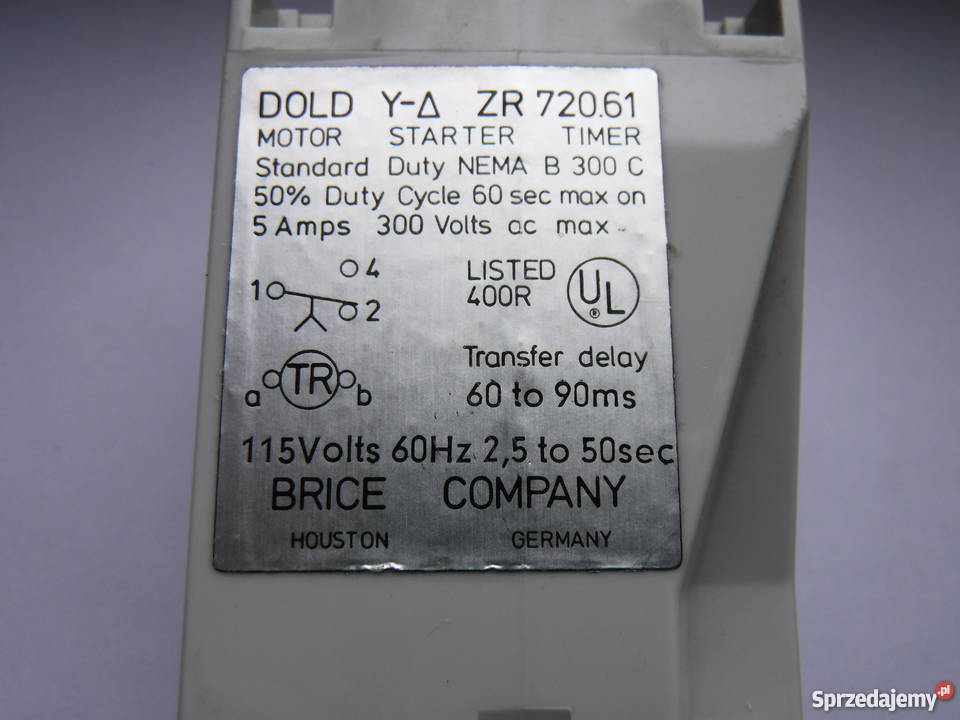 DOLD Y-Δ ZR 720.61
MOTOR STARTER TIMER
Standard Duty NEMA B 300 C
50% Duty Cycle 60 sec max on
5 Amps 300 Volts ac max.
4
1
2
LISTED
400R
UL
®
TR
a
b
Transfer delay
60 to 90ms
115Volts 60Hz 2,5 to 50sec
BRICE COMPANY
HOUSTON GERMANY
Sprzedajemy.pl